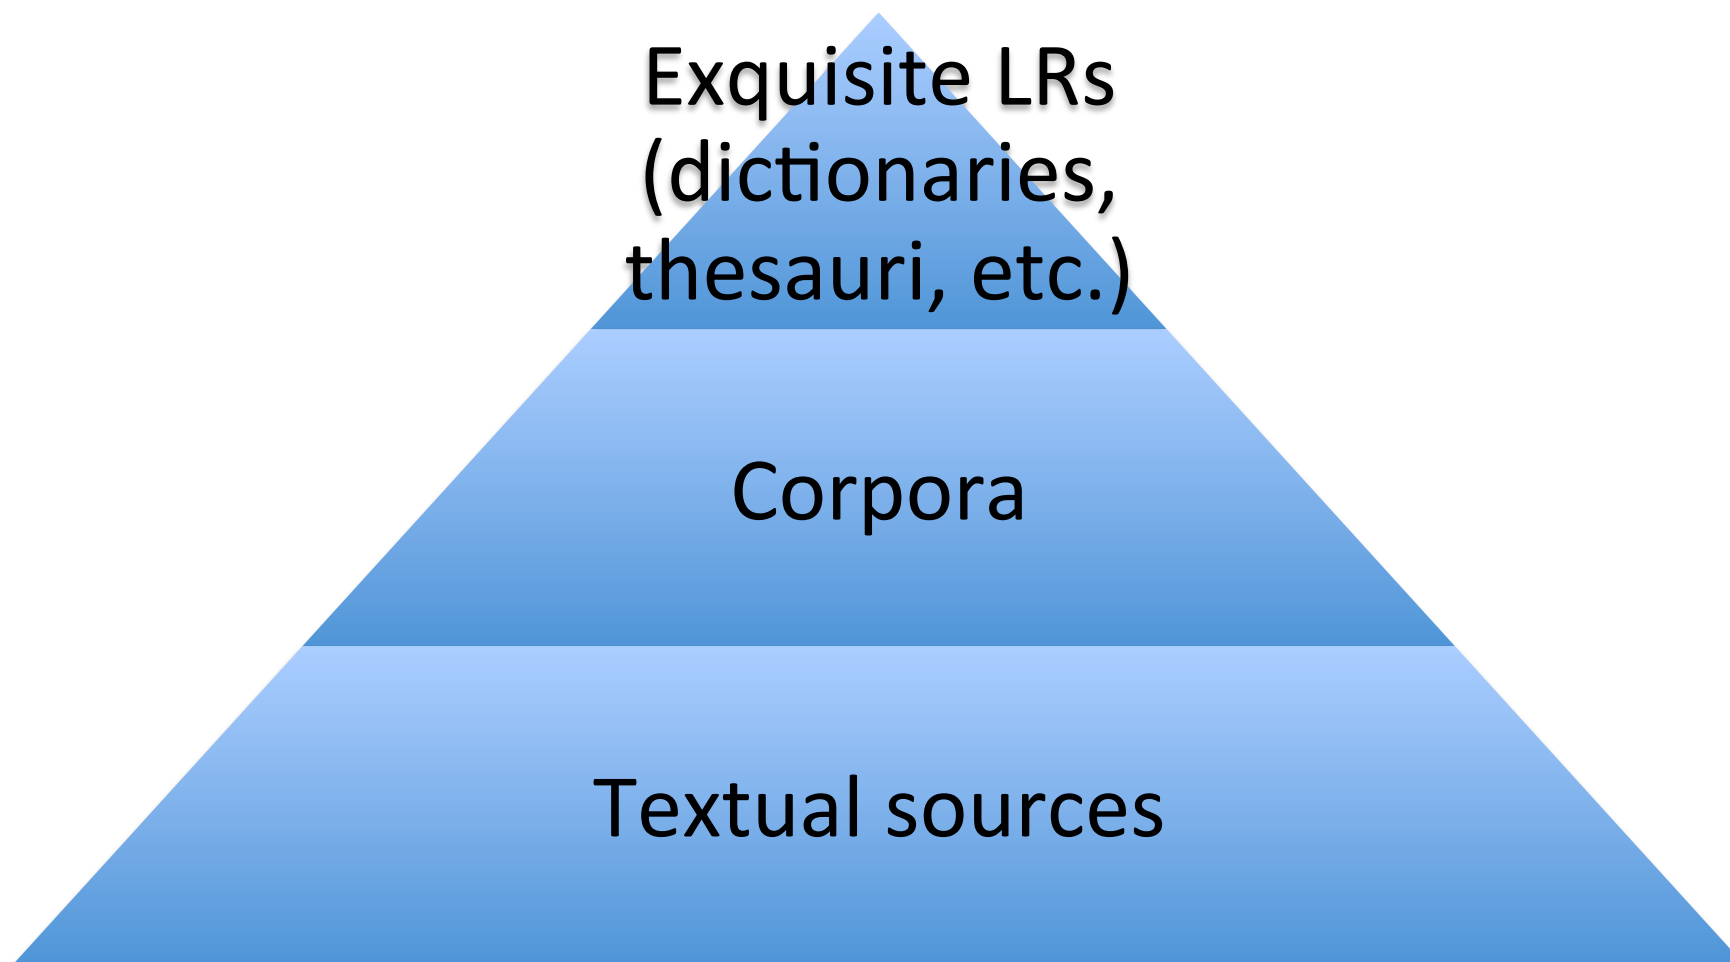 Exquisite LRs
(dictionaries,
thesauri, etc.)
Corpora
Textual sources